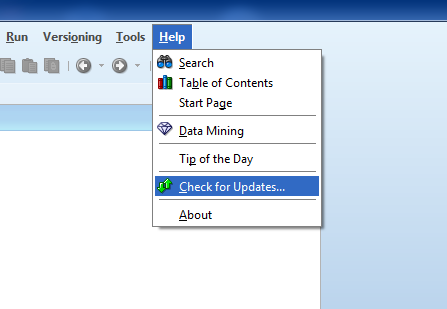 Run Versioning Tools Help
Search
Table of Contents
Start Page
Data Mining
Tip of the Day
Check for Updates...
About